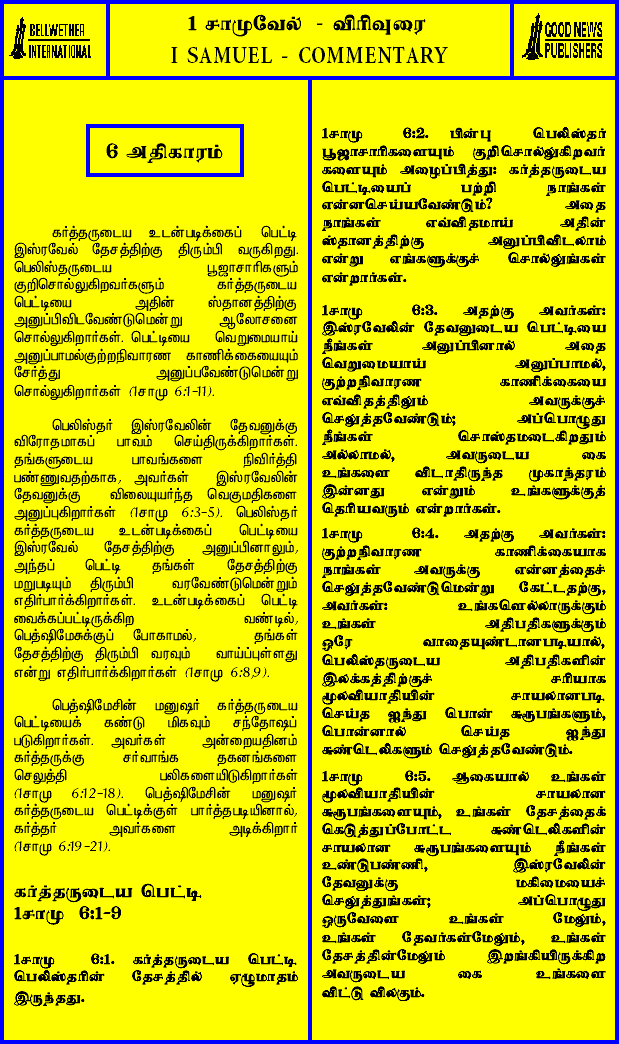 BELLWETHER
INTERNATIONAL
1 சாமுவேல் - விரிவுரை
I SAMUEL - COMMENTARY
GOOD NEWS
PUBLISHERS
6 அதிகாரம்
கர்த்தருடைய உடன்படிக்கைப் பெட்டி
இஸ்ரவேல் தேசத்திற்கு திரும்பி வருகிறது.
பெலிஸ்தருடைய பூஜாசாரிகளும்
குறிசொல்லுகிறவர்களும் கர்த்தருடைய
பெட்டியை அதின் ஸ்தானத்திற்கு
அனுப்பிவிடவேண்டுமென்று ஆலோசனை
சொல்லுகிறார்கள். பெட்டியை வெறுமையாய்
அனுப்பாமல்குற்றநிவாரண காணிக்கையையும்
சேர்த்து அனுப்பவேண்டுமென்று
சொல்லுகிறார்கள் (1சாமு 6:1-11).
பெலிஸ்தர் இஸ்ரவேலின் தேவனுக்கு
விரோதமாகப் பாவம் செய்திருக்கிறார்கள்.
தங்களுடைய பாவங்களை நிவிர்த்தி
பண்ணுவதற்காக, அவர்கள் இஸ்ரவேலின்
தேவனுக்கு விலையுயர்ந்த வெகுமதிகளை
அனுப்புகிறார்கள் (1சாமு 6:3-5). பெலிஸ்தர்
கர்த்தருடைய உடன்படிக்கைப் பெட்டியை
இஸ்ரவேல் தேசத்திற்கு அனுப்பினாலும்,
அந்தப் பெட்டி தங்கள் தேசத்திற்கு
மறுபடியும் திரும்பி வரவேண்டுமென்றும்
எதிர்பார்க்கிறார்கள். உடன்படிக்கைப் பெட்டி
வைக்கப்பட்டிருக்கிற வண்டில்,
பெத்ஷிமேசுக்குப் போகாமல், தங்கள்
தேசத்திற்கு திரும்பி வரவும் வாய்ப்புள்ளது
என்று எதிர்பார்க்கிறார்கள் (1சாமு 6:8,9).
பெத்ஷிமேசின் மனுஷர் கர்த்தருடைய
பெட்டியைக் கண்டு மிகவும் சந்தோஷப்
படுகிறார்கள். அவர்கள் அன்றையதினம்
கர்த்தருக்கு சர்வாங்க தகனங்களை
செலுத்தி பலிகளையிடுகிறார்கள்
(1சாமு 6:12-18). பெத்ஷிமேசின் மனுஷர்
கர்த்தருடைய பெட்டிக்குள் பார்த்தபடியினால்,
கர்த்தர் அவர்களை அடிக்கிறார்
(1சாமு 6:19-21).
கர்த்தருடைய பெட்டி
1சாமு 6:1-9
1சாமு 6:1. கர்த்தருடைய பெட்டி
பெலிஸ்தரின் தேசத்தில் ஏழுமாதம்
இருந்தது.
1சாமு 6:2. பின்பு பெலிஸ்தர்
பூஜாசாரிகளையும் குறிசொல்லுகிறவர்
களையும் அழைப்பித்து: கர்த்தருடைய
பெட்டியைப் பற்றி நாங்கள்
என்னசெய்யவேண்டும்? அதை
நாங்கள் எவ்விதமாய் அதின்
ஸ்தானத்திற்கு அனுப்பிவிடலாம்
என்று எங்களுக்குச் சொல்லுங்கள்
என்றார்கள்.
1சாமு 6:3. அதற்கு அவர்கள்:
இஸ்ரவேலின் தேவனுடைய பெட்டியை
நீங்கள் அனுப்பினால் அதை
வெறுமையாய் அனுப்பாமல்,
குற்றநிவாரண காணிக்கையை
எவ்விதத்திலும் அவருக்குச்
செலுத்தவேண்டும்; அப்பொழுது
நீங்கள் சொஸ்தமடைகிறதும்
அல்லாமல், அவருடைய கை
உங்களை விடாதிருந்த முகாந்தரம்
இன்னது என்றும் உங்களுக்குத்
தெரியவரும் என்றார்கள்.
1சாமு 6:4. அதற்கு அவர்கள்:
குற்றநிவாரண காணிக்கையாக
நாங்கள் அவருக்கு என்னத்தைச்
செலுத்தவேண்டுமென்று கேட்டதற்கு,
அவர்கள்: உங்களெல்லாருக்கும்
உங்கள் அதிபதிகளுக்கும்
ஒரே வாதையுண்டானபடியால்,
பெலிஸ்தருடைய அதிபதிகளின்
இலக்கத்திற்குச் சரியாக
மூலவியாதியின் சாயலானபடி
செய்த ஐந்து பொன் சுரூபங்களும்,
பொன்னால் செய்த ஐந்து
சுண்டெலிகளும் செலுத்தவேண்டும்.
1சாமு 6:5. ஆகையால் உங்கள்
மூலவியாதியின் சாயலான
சுரூபங்களையும், உங்கள் தேசத்தைக்
கெடுத்துப்போட்ட சுண்டெலிகளின்
சாயலான சுரூபங்களையும் நீங்கள்
உண்டுபண்ணி, இஸ்ரவேலின்
தேவனுக்கு மகிமையைச்
செலுத்துங்கள்; அப்பொழுது
ஒருவேளை உங்கள் மேலும்,
உங்கள் தேவர்கள்மேலும், உங்கள்
தேசத்தின்மேலும் இறங்கியிருக்கிற
அவருடைய கை உங்களை
விட்டு விலகும்.